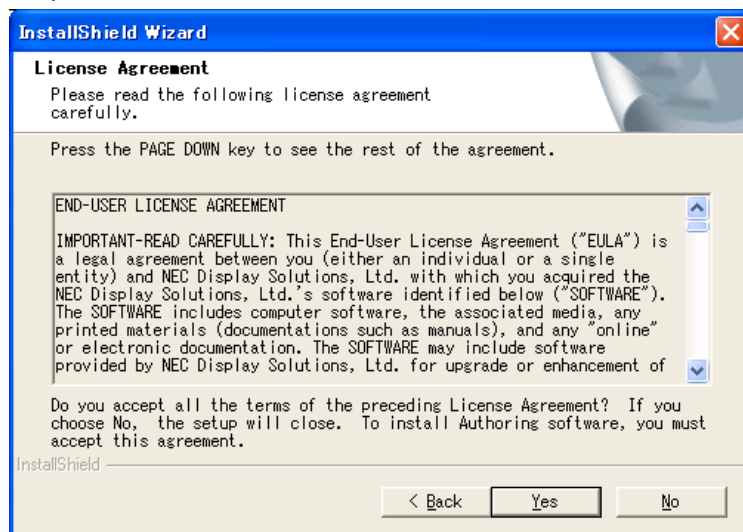 InstallShield Wizard
License Agreement
Please read the following license agreement
carefully.
Press the PAGE DOWN key to see the rest of the agreement.
END-USER LICENSE AGREEMENT
IMPORTANT-READ CAREFULLY: This End-User License Agreement ("EULA") is
a legal agreement between you (either an individual or a single
entity) and NEC Display Solutions, Ltd. with which you acquired the
NEC Display Solutions, Ltd.'s software identified below ("SOFTWARE").
The SOFTWARE includes computer software, the associated media, any
printed materials (documentations such as manuals), and any "online"
or electronic documentation. The SOFTWARE may include software
provided by NEC Display Solutions, Ltd. for upgrade or enhancement of
Do you accept all the terms of the preceding License Agreement? If you
choose No, the setup will close. To install Authoring software, you must
accept this agreement.
InstallShield
< Back Yes No